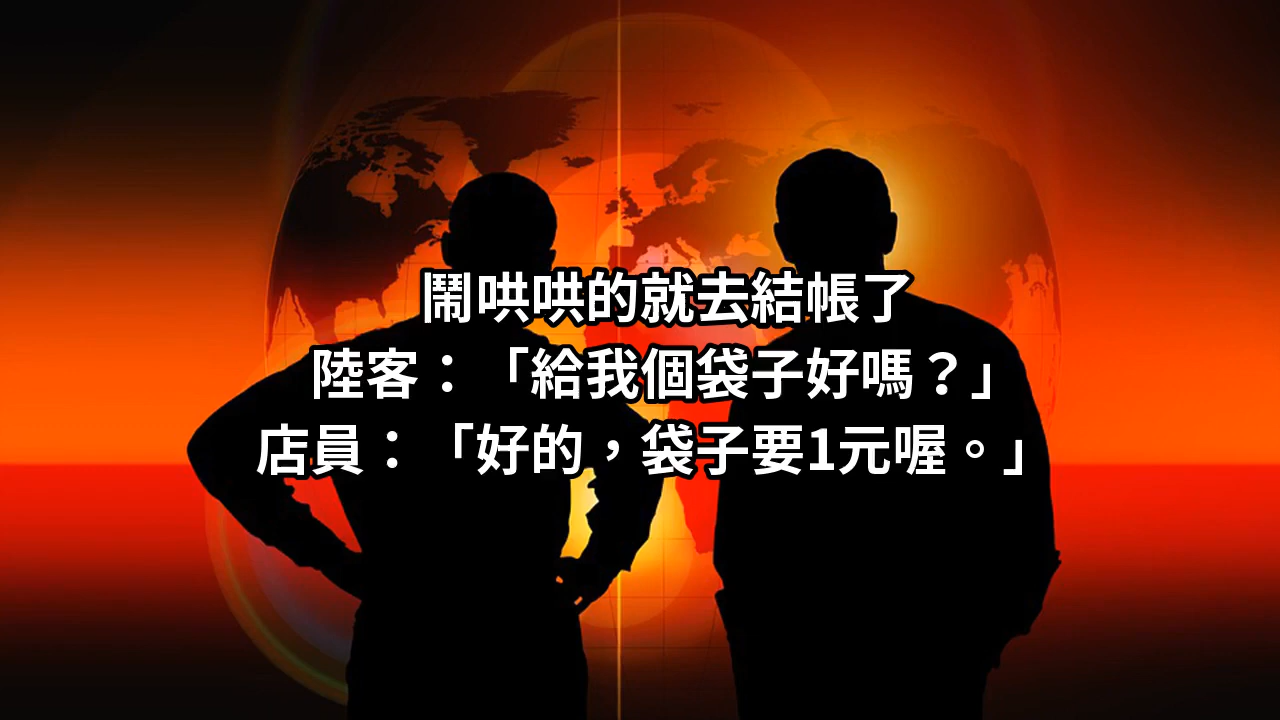 鬧哄哄的就去結帳了
陸客：「給我個袋子好嗎？」
店員：「好的，袋子要1元喔。」